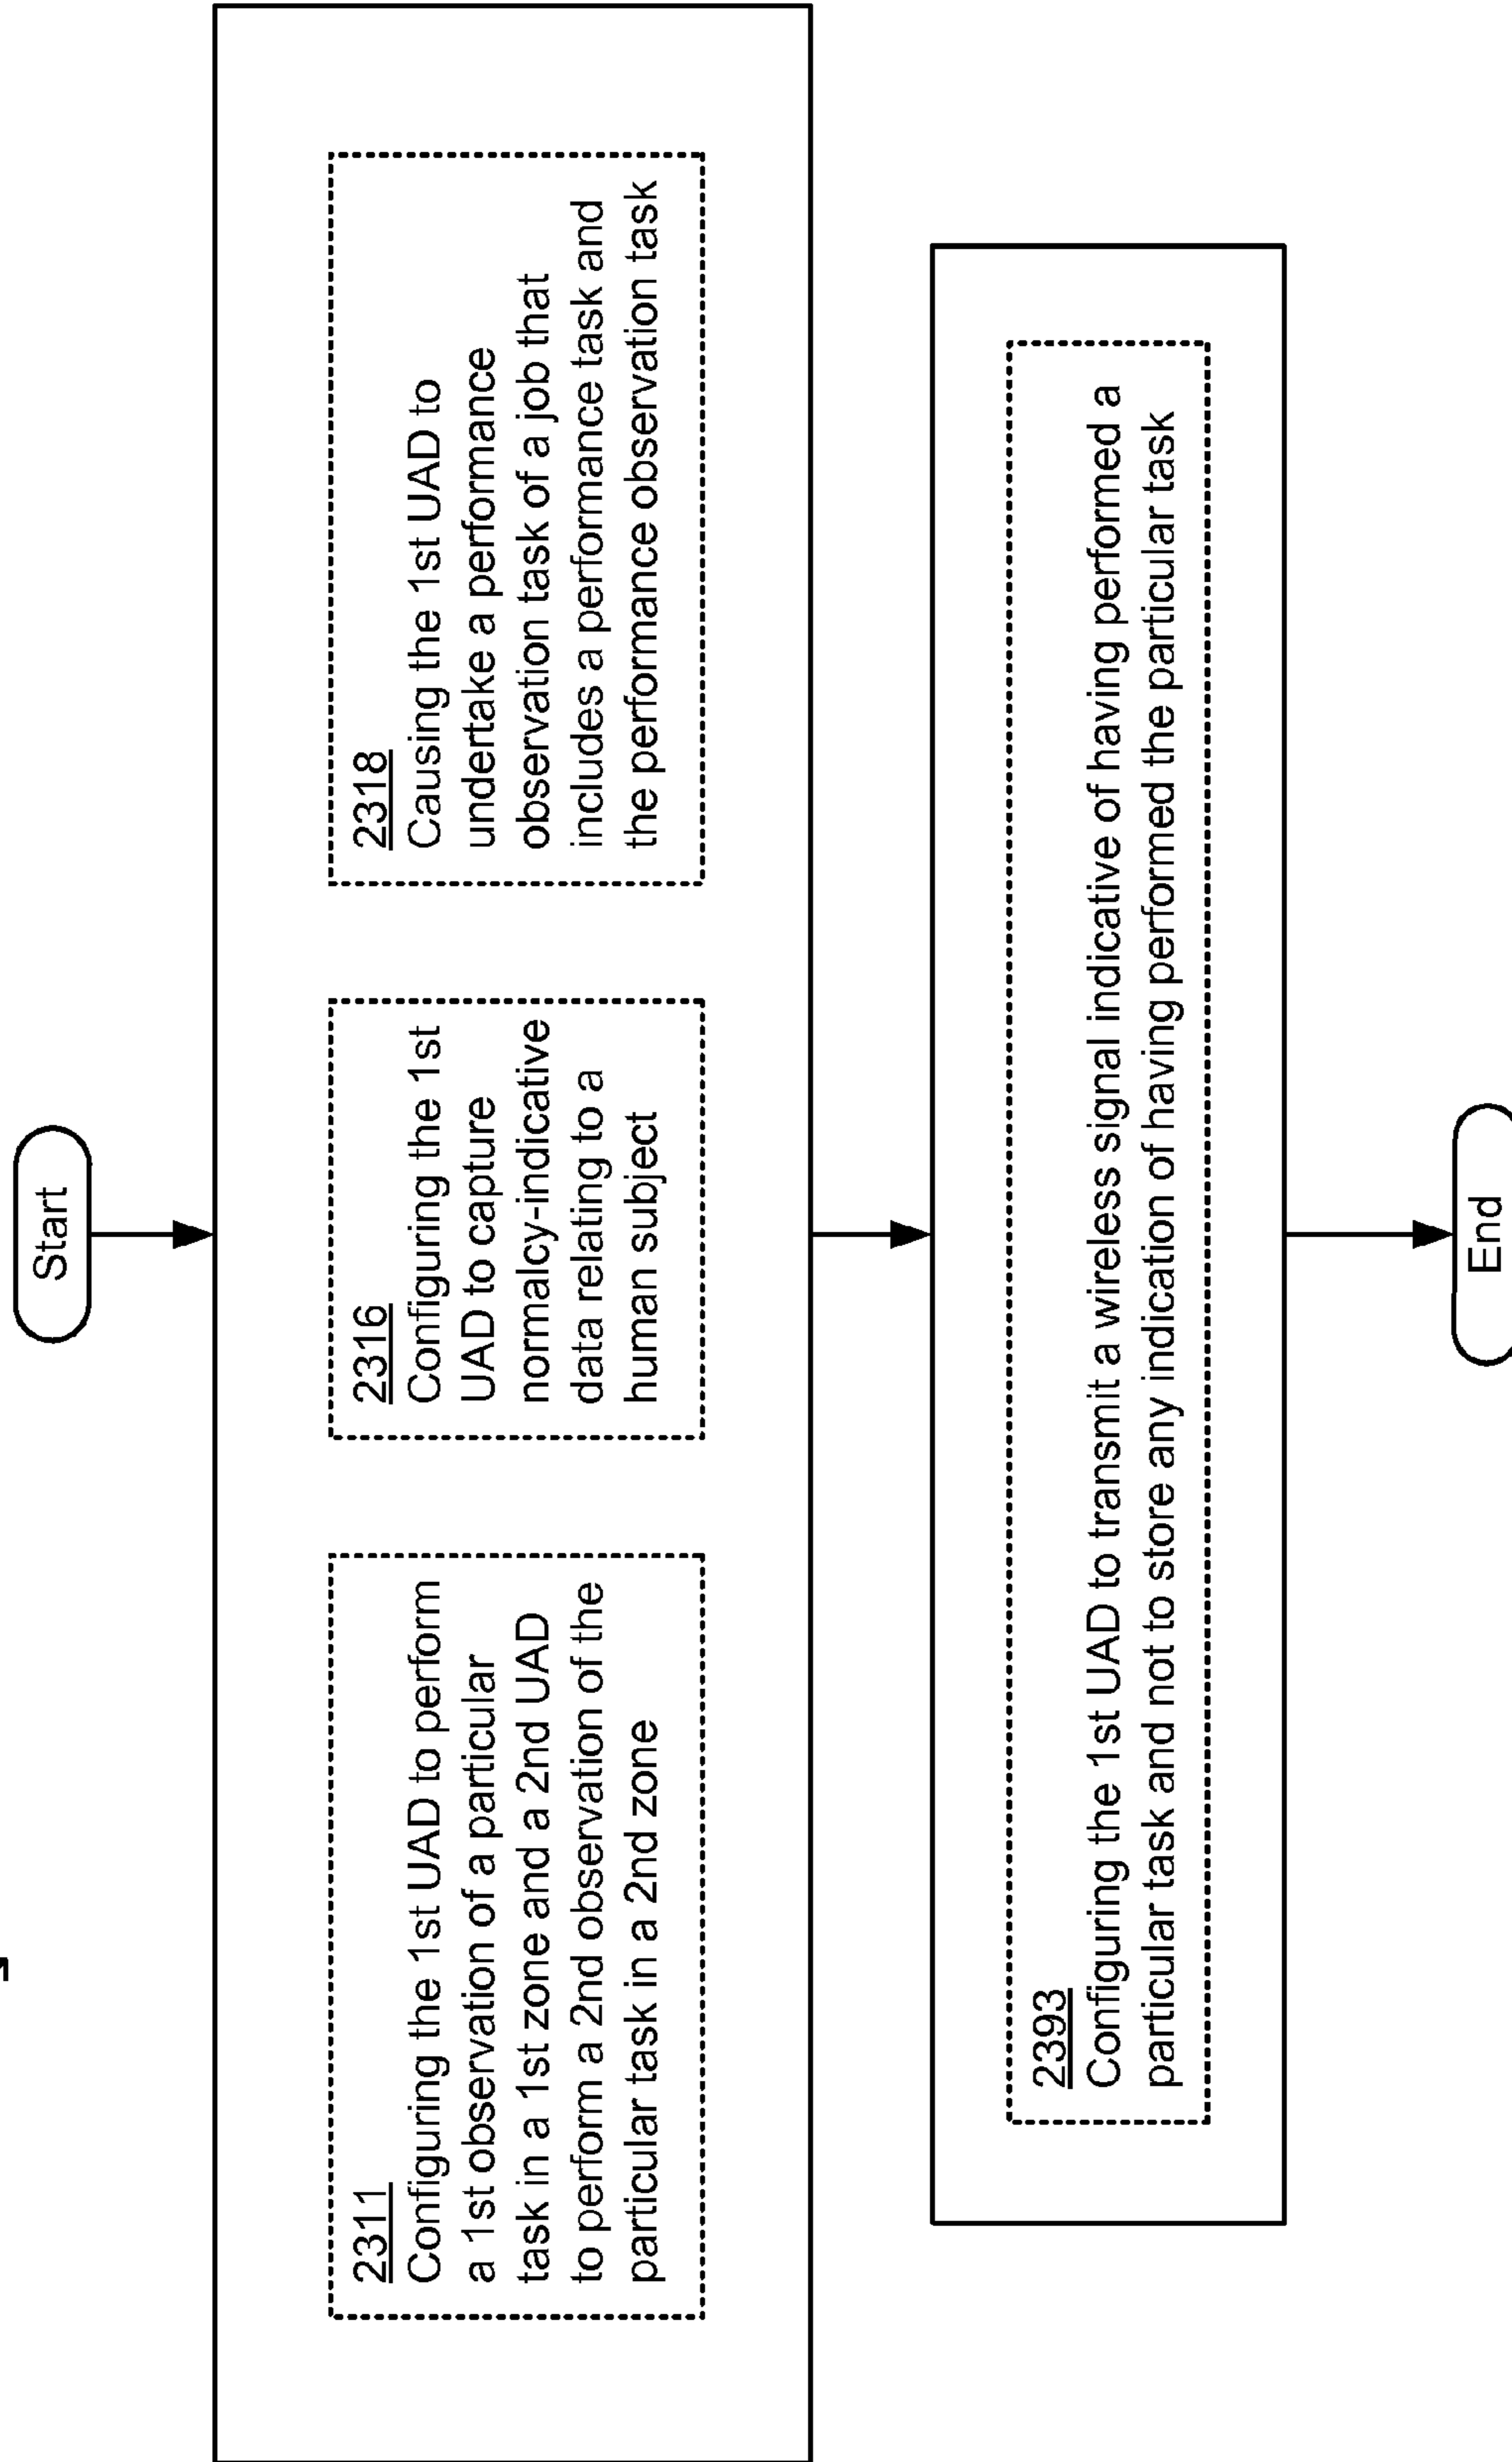 Start
2311
Configuring the 1st UAD to perform
a 1st observation of a particular
task in a 1st zone and a 2nd UAD
to perform a 2nd observation of the
particular task in a 2nd zone
2316
Configuring the 1st
UAD to capture
normalcy-indicative
data relating to a
human subject
2318
Causing the 1st UAD to
undertake a performance
observation task of a job that
includes a performance task and
the performance observation task
2393
Configuring the 1st UAD to transmit a wireless signal indicative of having performed a
particular task and not to store any indication of having performed the particular task
End